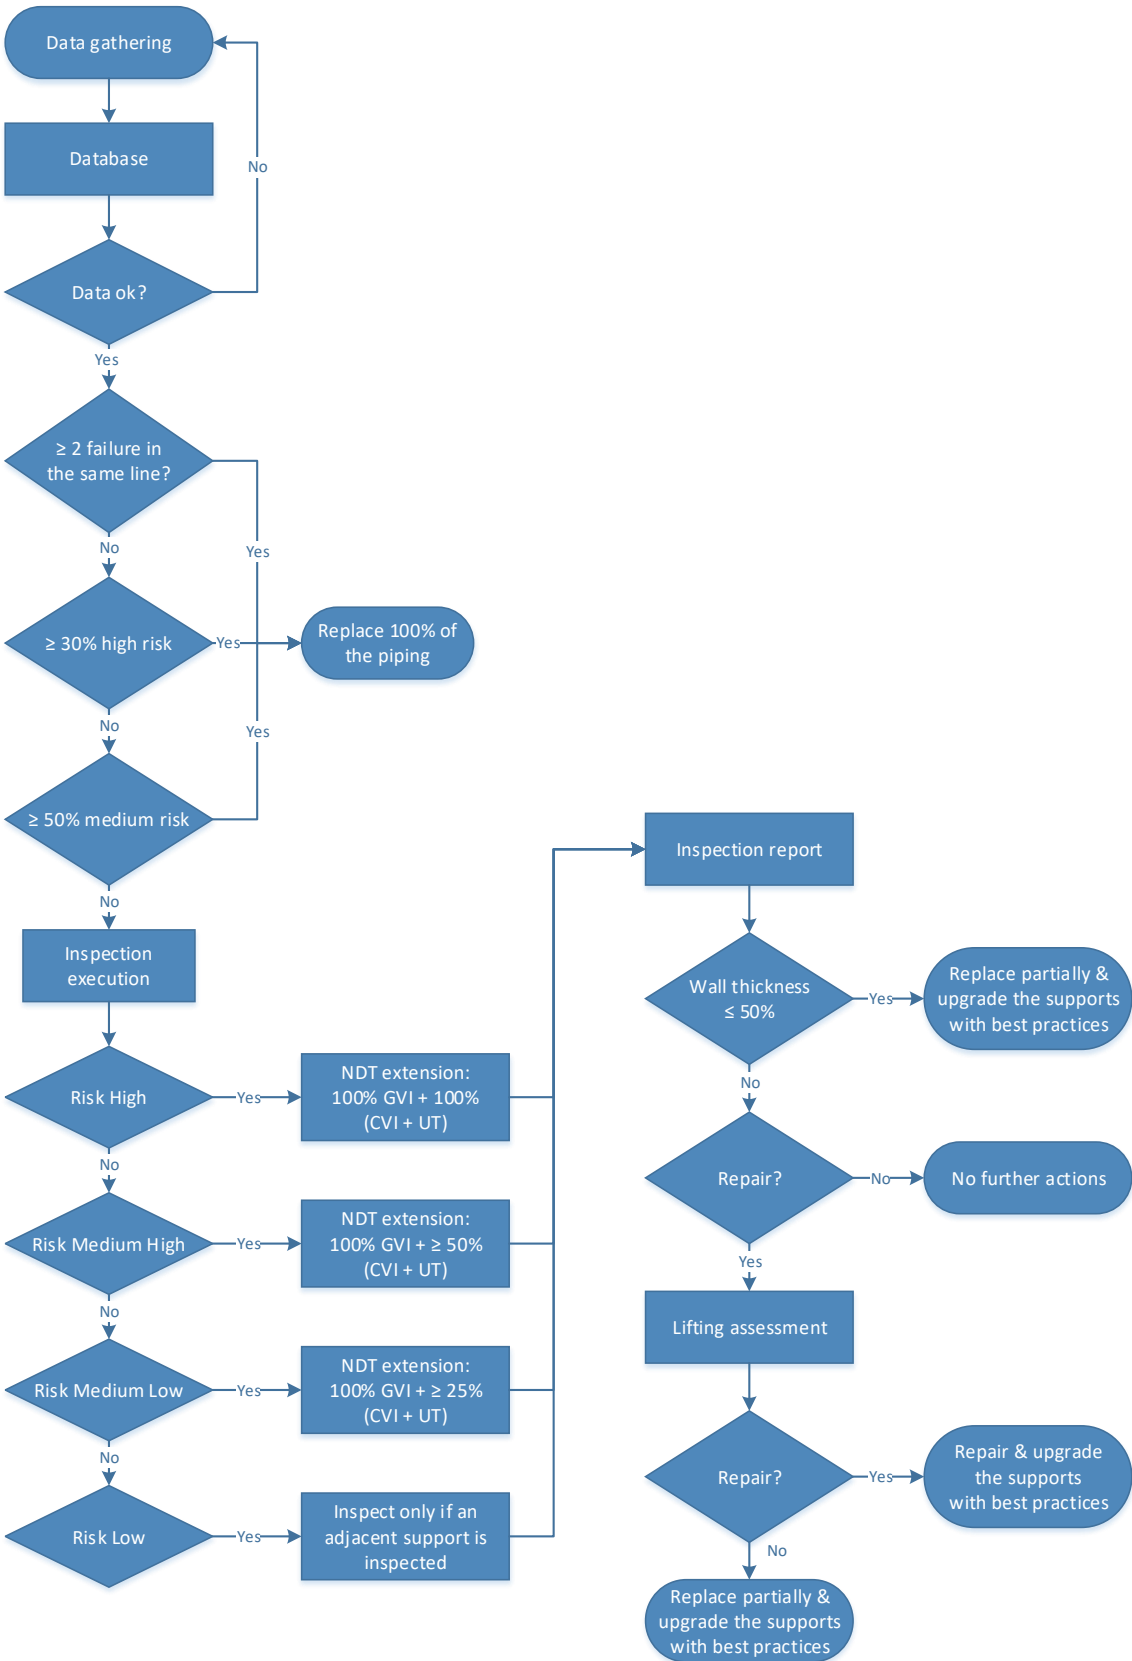 Data gathering
No
Database
Data ok?
Yes
≥ 2 failure in
the same line?
Yes
No
≥ 30% high risk
Yes
Replace 100% of
the piping
No
Yes
≥ 50% medium risk
No
Inspection
execution
Risk High
Yes
NDT extension:
100% GVI + 100%
(CVI + UT)
No
Risk Medium High
Yes
NDT extension:
100% GVI + ≥ 50%
(CVI + UT)
No
Risk Medium Low
Yes
NDT extension:
100% GVI + ≥ 25%
(CVI + UT)
No
Risk Low
Yes
Inspect only if an
adjacent support is
inspected
Inspection report
Wall thickness
≤ 50%
Yes
Replace partially &
upgrade the supports
with best practices
No
Repair?
No
No further actions
Yes
Lifting assessment
Repair?
Yes
Repair & upgrade
the supports
with best practices
No
Replace partially &
upgrade the supports
with best practices